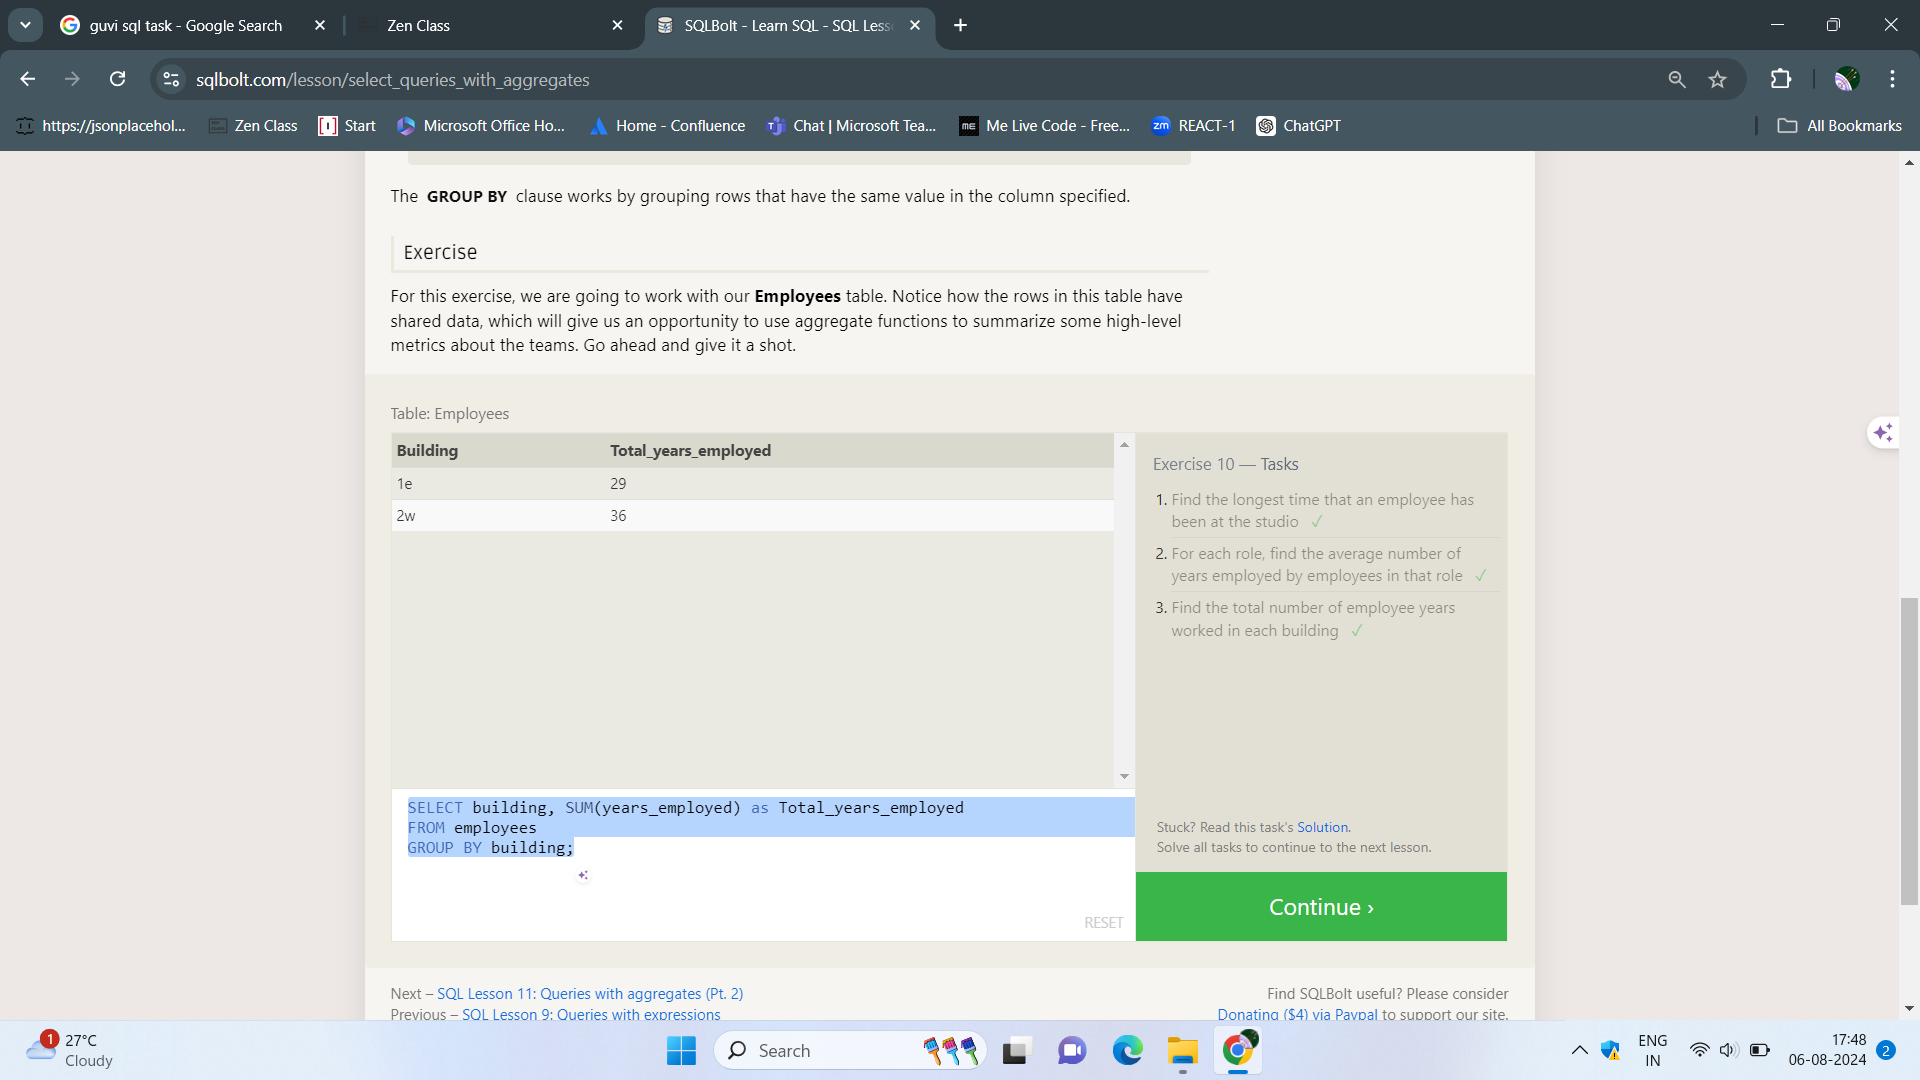 guvi sql task - Google Search
Zen Class
SQLBolt - Learn SQL - SQL Less
sqlbolt.com/lesson/select_queries_with_aggregates
https://jsonplacehol...
Zen Class
Start
Microsoft Office Ho...
Home - Confluence
Chat | Microsoft Tea...
ME
Me Live Code - Free...
zm
REACT-1
ChatGPT
All Bookmarks
The GROUP BY clause works by grouping rows that have the same value in the column specified.
Exercise
For this exercise, we are going to work with our Employees table. Notice how the rows in this table have
shared data, which will give us an opportunity to use aggregate functions to summarize some high-level
metrics about the teams. Go ahead and give it a shot.
Table: Employees
Building Total_years_employed
1e 29
2w 36
Exercise 10 — Tasks
1. Find the longest time that an employee has
been at the studio ✓
2. For each role, find the average number of
years employed by employees in that role ✓
3. Find the total number of employee years
worked in each building ✓
SELECT building, SUM(years_employed) as Total_years_employed
FROM employees
GROUP BY building;
RESET
Stuck? Read this task's Solution.
Solve all tasks to continue to the next lesson.
Continue ›
Next – SQL Lesson 11: Queries with aggregates (Pt. 2)
Previous – SQL Lesson 9: Queries with expressions
Find SQLBolt useful? Please consider
Donating ($4) via Paypal to support our site.
1
27°C
Cloudy
Search
ENG
IN
17:48
06-08-2024
2